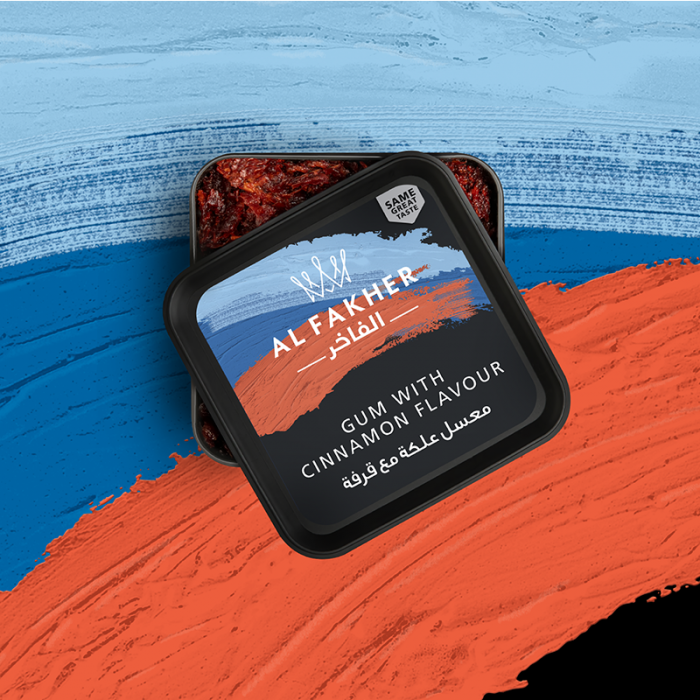 SAME
GREAT
TASTE
AL FAKHER
الفاخر
GUM WITH
CINNAMON FLAVOUR
معسل علكة مع قرفة